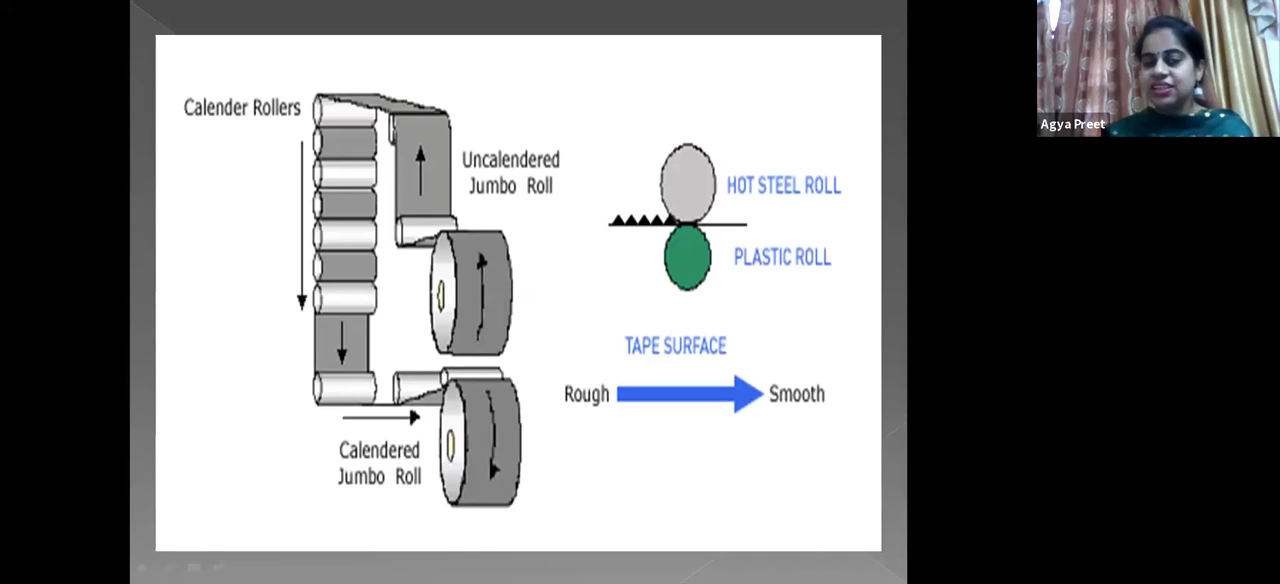 Calender Rollers
Uncalendered
Jumbo Roll
HOT STEEL ROLL
PLASTIC ROLL
TAPE SURFACE
Rough
Smooth
Calendered
Jumbo Roll
Agya Preet